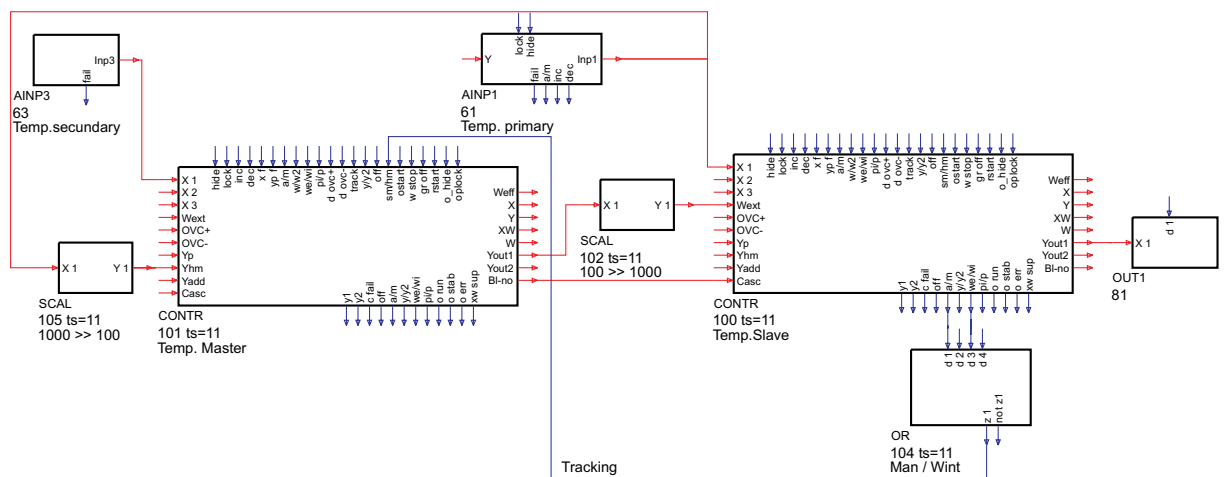 Inp3
fail
AINP3
63
Temp.secundary
lock
hide
Y
Inp1
fail
a/m
inc
dec
AINP1
61
Temp. primary
hide
lock
inc
dec
x f
yp f
a/m
w/w2
we/wi
pi/p
d ovc+
d ovc-
track
y/y2
off
sm/hm
ostart
w stop
gr off
rstart
o_hide
oplock
X 1
X 2
X 3
Wext
OVC+
OVC-
Yp
Yhm
Yadd
Casc
Weff
X
Y
XW
W
Yout1
Yout2
Bl-no
y1
y2
c fail
off
a/m
y/y2
we/wi
pi/p
o run
o stab
o err
xw sup
CONTR
101 ts=11
Temp. Master
X 1
Y 1
SCAL
105 ts=11
1000 >> 100
X 1
Y 1
SCAL
102 ts=11
100 >> 1000
hide
lock
inc
dec
x f
yp f
a/m
w/w2
we/wi
pi/p
d ovc+
d ovc-
track
y/y2
off
sm/hm
ostart
w stop
gr off
rstart
o_hide
oplock
X 1
X 2
X 3
Wext
OVC+
OVC-
Yp
Yhm
Yadd
Casc
Weff
X
Y
XW
W
Yout1
Yout2
Bl-no
y1
y2
c fail
off
a/m
y/y2
we/wi
pi/p
o run
o stab
o err
xw sup
CONTR
100 ts=11
Temp.Slave
d 1
X 1
OUT1
81
d 1
d 2
d 3
d 4
z 1
not z1
OR
104 ts=11
Man / Wint
Tracking